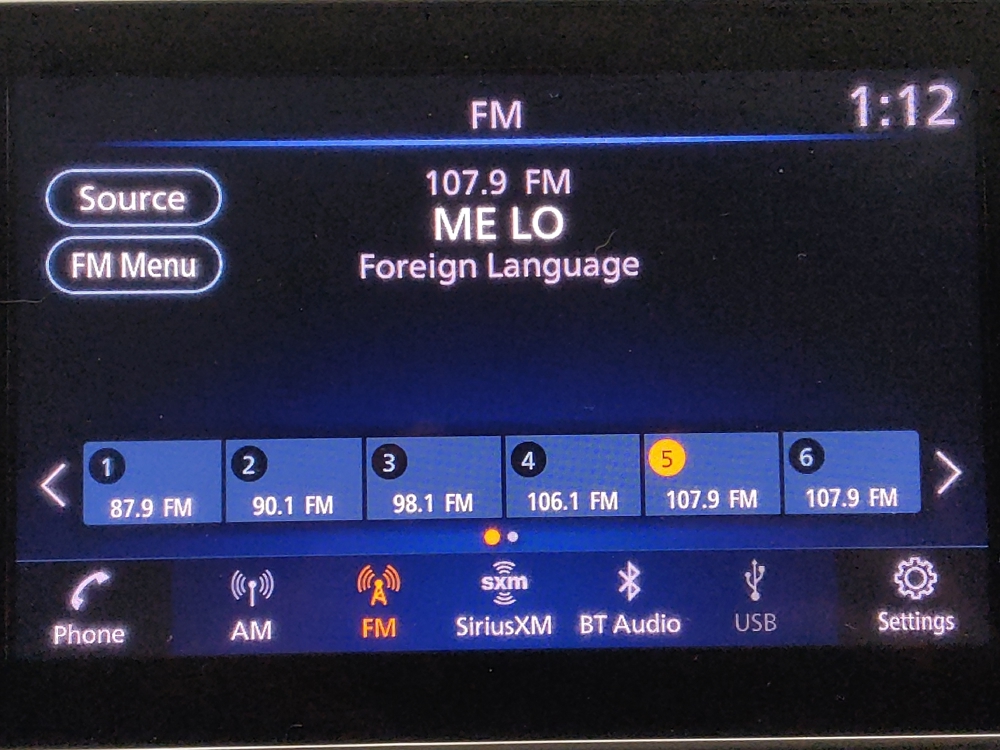 FM
1:12
Source
FM Menu
107.9 FM
ME LO
Foreign Language
1
87.9 FM
2
90.1 FM
3
98.1 FM
4
106.1 FM
5
107.9 FM
6
107.9 FM
Phone
AM
FM
sxm
SiriusXM
BT Audio
USB
Settings